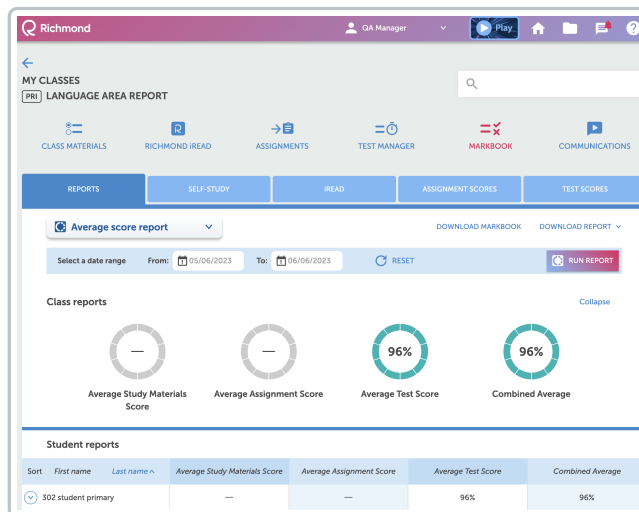 Richmond
QA Manager
Play
MY CLASSES
PRI LANGUAGE AREA REPORT
CLASS MATERIALS
RICHMOND iREAD
ASSIGNMENTS
TEST MANAGER
MARKBOOK
COMMUNICATIONS
REPORTS
SELF-STUDY
iREAD
ASSIGNMENT SCORES
TEST SCORES
Average score report
DOWNLOAD MARKBOOK
DOWNLOAD REPORT
Select a date range From: 05/06/2023 To: 06/06/2023 RESET RUN REPORT
Class reports Collapse
— — 96% 96%
Average Study Materials
Score
Average Assignment Score
Average Test Score
Combined Average
Student reports
Sort First name Last name Average Study Materials Score Average Assignment Score Average Test Score Combined Average
302 student primary — — 96% 96%